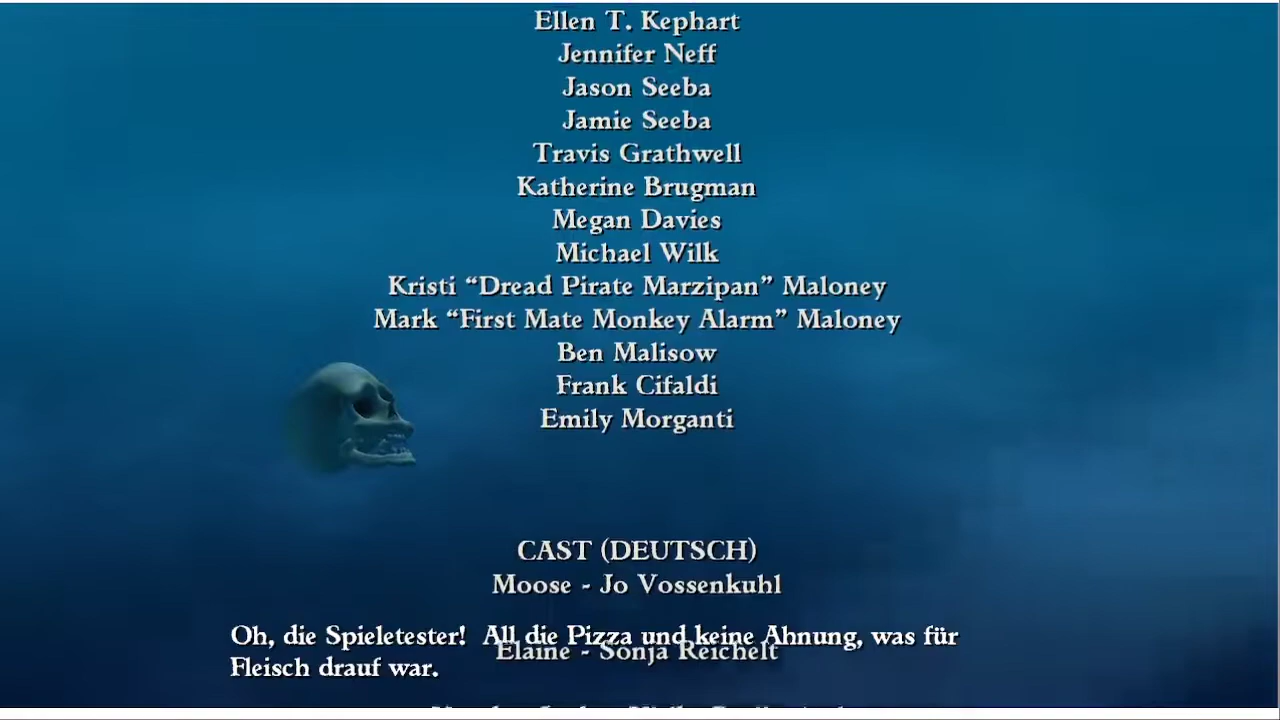 Ellen T. Kephart
Jennifer Neff
Jason Seeba
Jamie Seeba
Travis Grathwell
Katherine Brugman
Megan Davies
Michael Wilk
Kristi “Dread Pirate Marzipan” Maloney
Mark “First Mate Monkey Alarm” Maloney
Ben Malisow
Frank Cifaldi
Emily Morganti
CAST (DEUTSCH)
Moose - Jo Vossenkuhl
Oh, die Spieletester! All die Pizza und keine Ahnung, was für
Elaine - Sonja Reichelt
Fleisch drauf war.